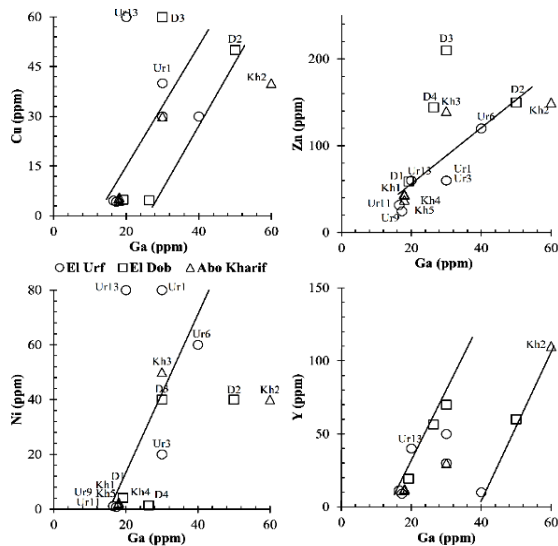 60
45
30
15
0
Cu (ppm)
Ur13
D3
D2
Ur1
Kh2
0
20
40
60
Ga (ppm)
200
100
0
Zn (ppm)
D3
D4
Kh3
D2
Kh2
Ur6
D1
Ur13
Ur1
Ur3
Kh1
Kh4
Ur11
Kh5
Ur9
0
20
40
60
Ga (ppm)
El Urf
El Dob
Abo Kharif
80
60
40
20
0
Ni (ppm)
Ur13
Ur1
Ur6
Kh3
D2
Kh2
Ur3
D1
Kh1
Ur9
Kh5
Kh4
D4
Ur11
0
20
40
60
Ga (ppm)
150
100
50
0
Y (ppm)
Kh2
Ur13
0
20
40
60
Ga (ppm)